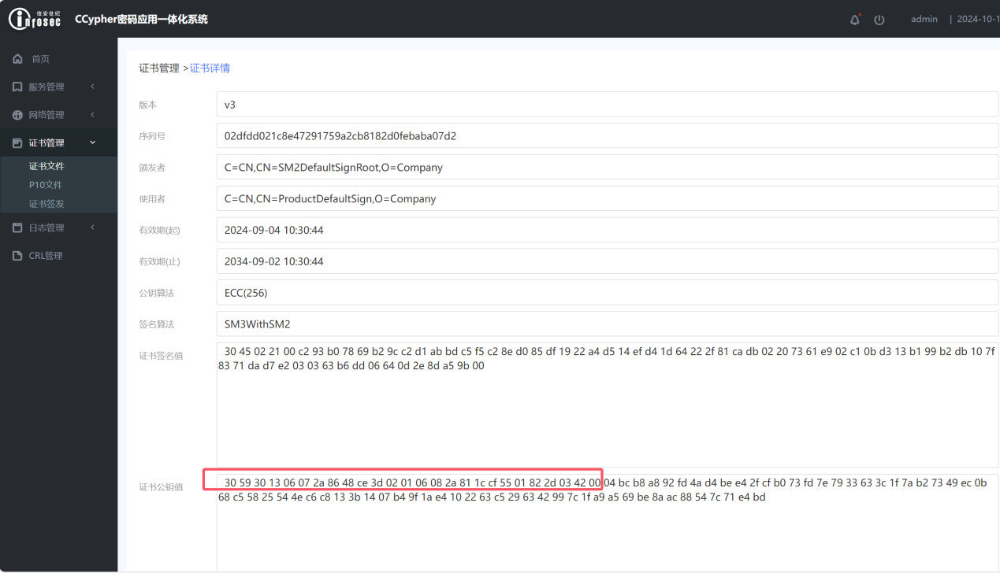 信安世纪
infosec
CCypher密码应用一体化系统
admin | 2024-10-1
首页
服务管理
网络管理
证书管理
证书文件
P10文件
证书签发
日志管理
CRL管理
证书管理 >证书详情
版本 v3
序列号 02dfdd021c8e47291759a2cb8182d0febaba07d2
颁发者 C=CN,CN=SM2DefaultSignRoot,O=Company
使用者 C=CN,CN=ProductDefaultSign,O=Company
有效期(起) 2024-09-04 10:30:44
有效期(止) 2034-09-02 10:30:44
公钥算法 ECC(256)
签名算法 SM3WithSM2
证书签名值 30 45 02 21 00 c2 93 b0 78 69 b2 9c c2 d1 ab bd c5 f5 c2 8e d0 85 df 19 22 a4 d5 14 ef d4 1d 64 22 2f 81 ca db 02 20 73 61 e9 02 c1 0b d3 13 b1 99 b2 db 10 7f
83 71 da d7 e2 03 03 63 b6 dd 06 64 0d 2e 8d a5 9b 00
证书公钥值 30 59 30 13 06 07 2a 86 48 ce 3d 02 01 06 08 2a 81 1c cf 55 01 82 2d 03 42 00 04 bc b8 a8 92 fd 4a d4 be e4 2f cf b0 73 fd 7e 79 33 63 3c 1f 7a b2 73 49 ec 0b
68 c5 58 25 54 4e c6 c8 13 3b 14 07 b4 9f 1a e4 10 22 63 c5 29 63 42 99 7c 1f a9 a5 69 be 8a ac 88 54 7c 71 e4 bd